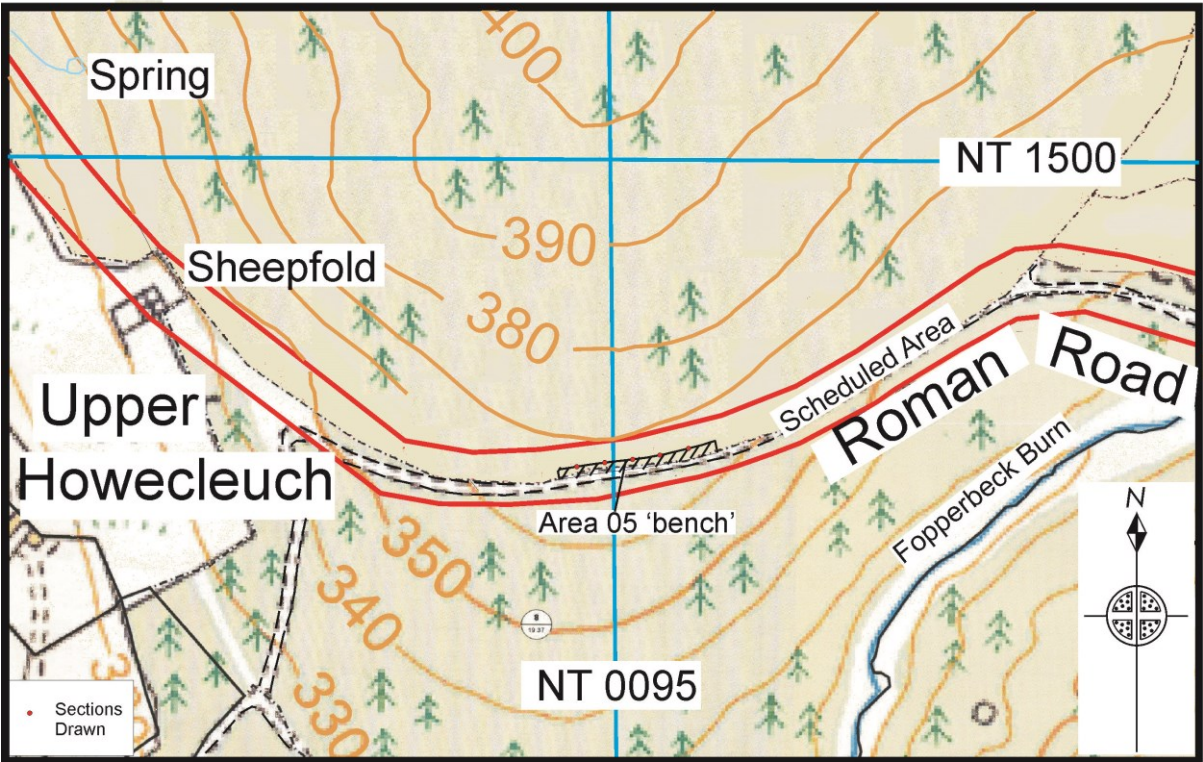 400
Spring
NT 1500
390
Sheepfold
380
Scheduled Area
Roman Road
Upper
Howecleuch
Area 05 ‘bench’
Fopperbeck Burn
N
350
340
NT 0095
330
Sections
Drawn